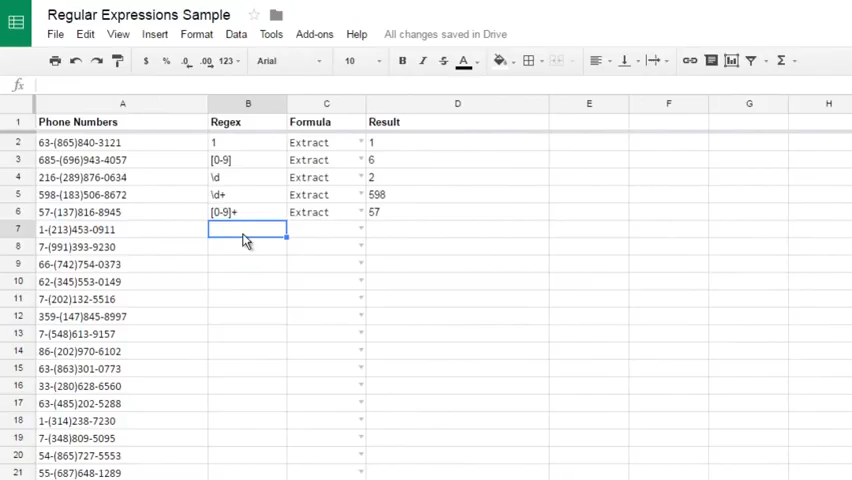 Regular Expressions Sample
File Edit View Insert Format Data Tools Add-ons Help All changes saved in Drive
$ % .0 .00 123 Arial 10 B I S A Σ
fx
A B C D E F G H
1 Phone Numbers Regex Formula Result
2 63-(865)840-3121 1 Extract 1
3 685-(696)943-4057 [0-9] Extract 6
4 216-(289)876-0634 \d Extract 2
5 598-(183)506-8672 \d+ Extract 598
6 57-(137)816-8945 [0-9]+ Extract 57
7 1-(213)453-0911
8 7-(991)393-9230
9 66-(742)754-0373
10 62-(345)553-0149
11 7-(202)132-5516
12 359-(147)845-8997
13 7-(548)613-9157
14 86-(202)970-6102
15 63-(863)301-0773
16 33-(280)628-6560
17 63-(485)202-5288
18 1-(314)238-7230
19 7-(348)809-5095
20 54-(865)727-5553
21 55-(687)648-1289